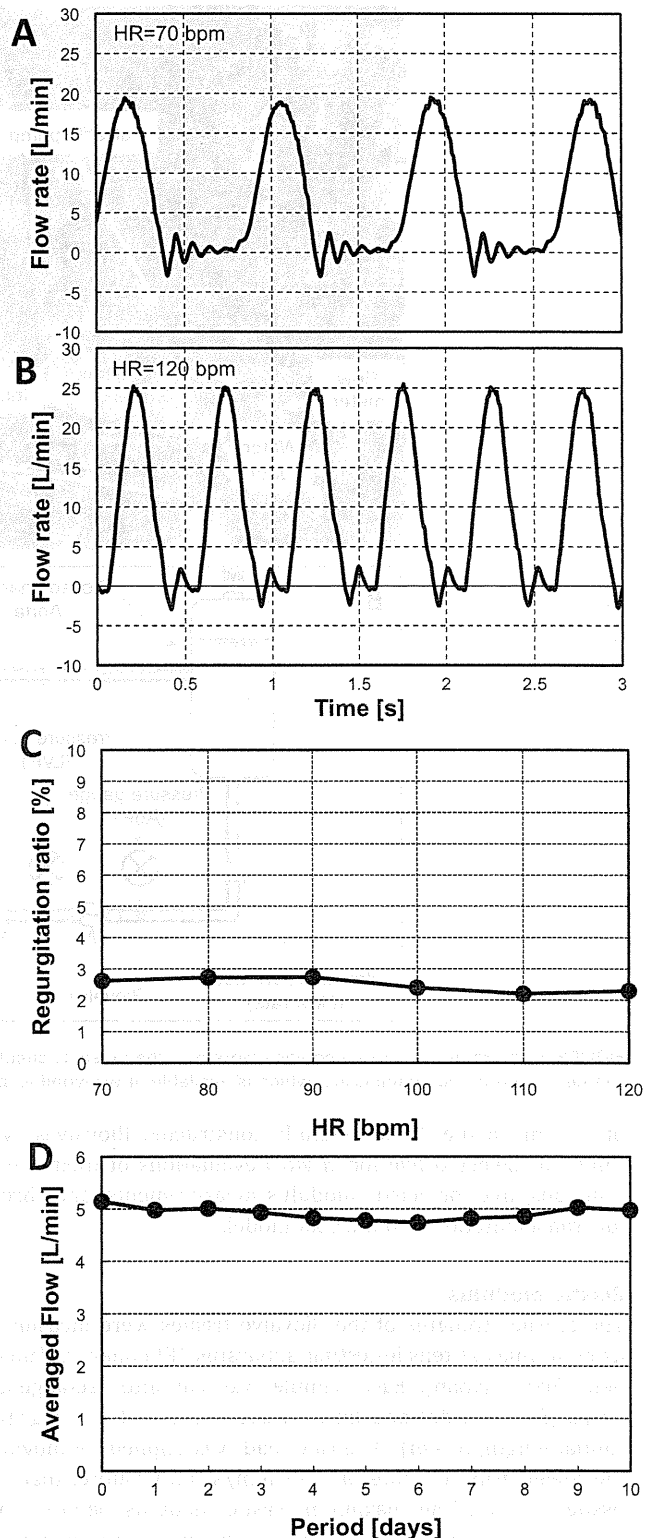 A
HR=70 bpm
Flow rate [L/min]
30
25
20
15
10
5
0
-5
-10
B
HR=120 bpm
Flow rate [L/min]
30
25
20
15
10
5
0
-5
-10
0 0.5 1 1.5 2 2.5 3
Time [s]
C
Regurgitation ratio [%]
10
9
8
7
6
5
4
3
2
1
0
70 80 90 100 110 120
HR [bpm]
D
Averaged Flow [L/min]
6
5
4
3
2
1
0
0 1 2 3 4 5 6 7 8 9 10
Period [days]